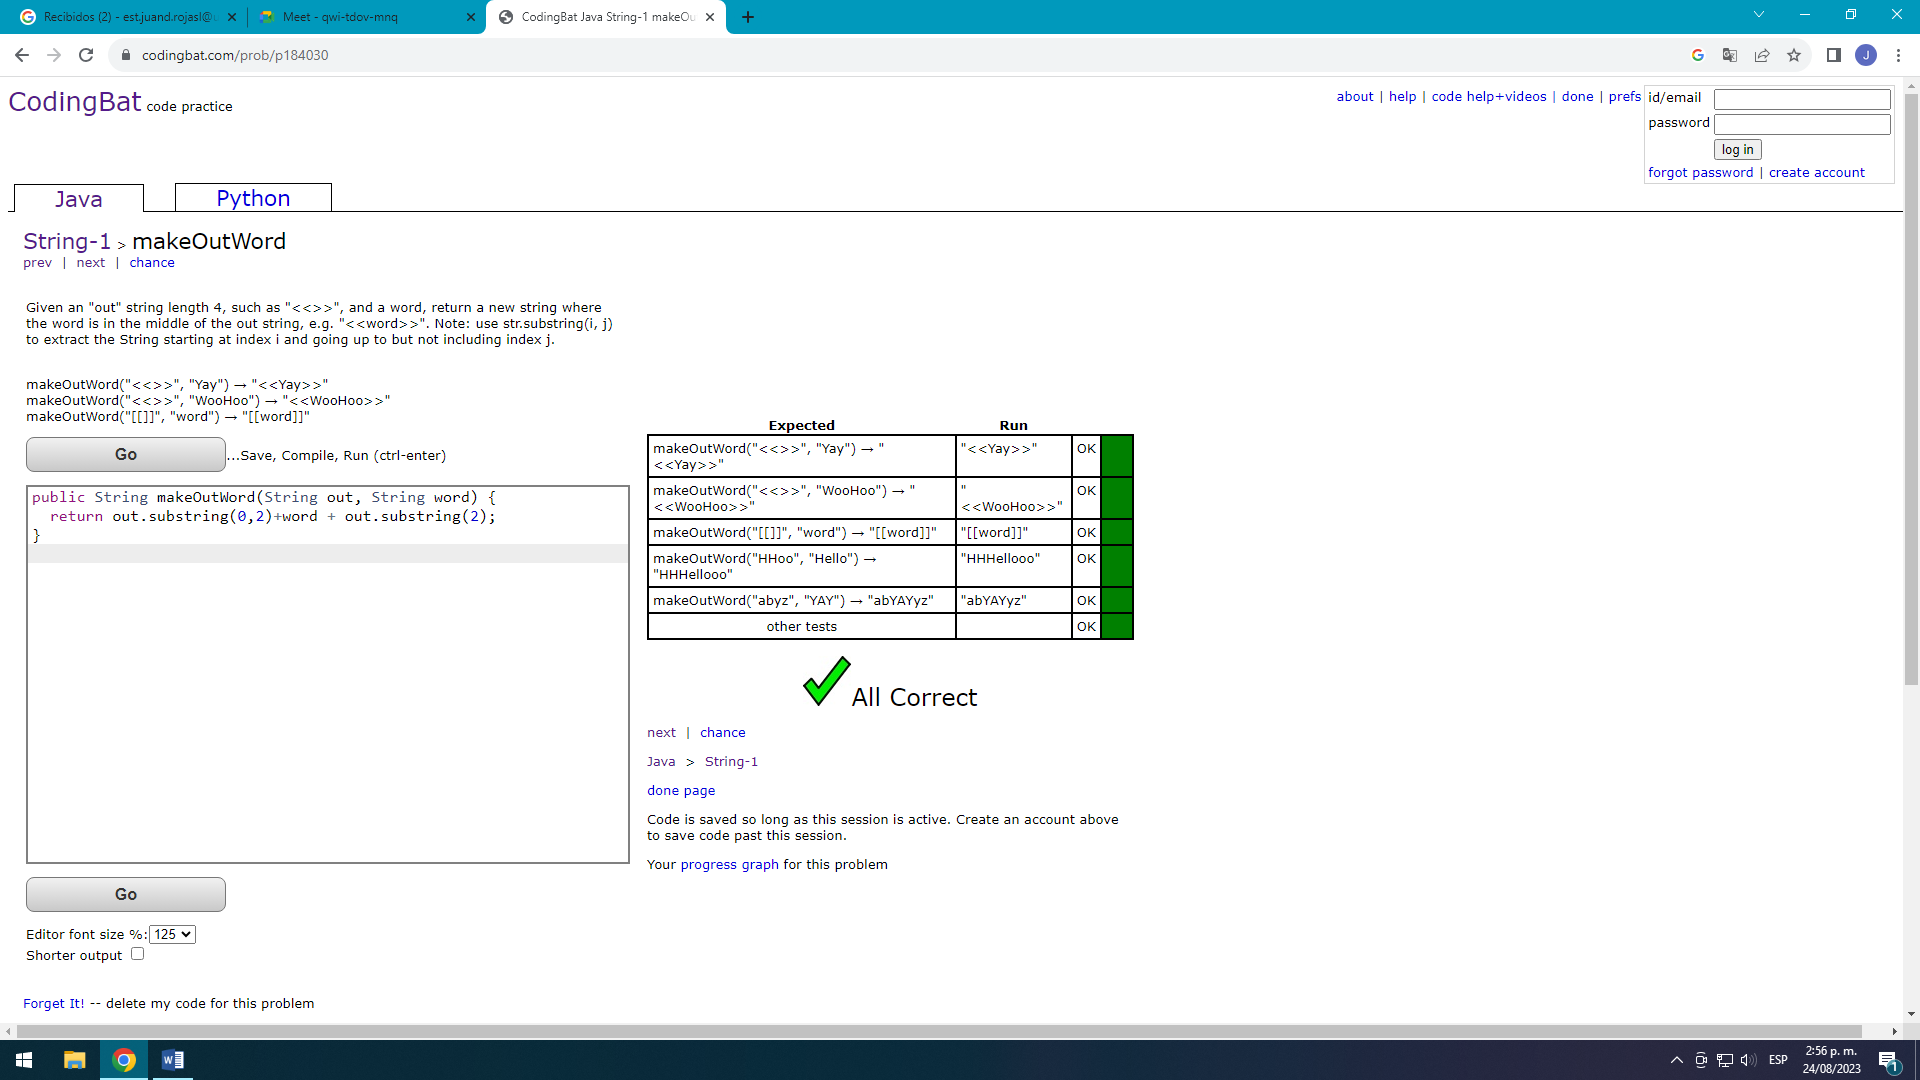 Recibidos (2) - est.juand.rojasl@u
Meet - qwi-tdov-mnq
CodingBat Java String-1 makeOu
codingbat.com/prob/p184030
J
CodingBat code practice
about | help | code help+videos | done | prefs
id/email
password
log in
forgot password | create account
Java
Python
String-1 > makeOutWord
prev | next | chance
Given an "out" string length 4, such as "<<>>", and a word, return a new string where
the word is in the middle of the out string, e.g. "<<word>>". Note: use str.substring(i, j)
to extract the String starting at index i and going up to but not including index j.
makeOutWord("<<>>", "Yay") → "<<Yay>>"
makeOutWord("<<>>", "WooHoo") → "<<WooHoo>>"
makeOutWord("[[]]", "word") → "[[word]]"
Go
...Save, Compile, Run (ctrl-enter)
public String makeOutWord(String out, String word) {
  return out.substring(0,2)+word + out.substring(2);
}
Expected Run
makeOutWord("<<>>", "Yay") → "
<<Yay>>"
"<<Yay>>"
OK
makeOutWord("<<>>", "WooHoo") → "
<<WooHoo>>"
"
<<WooHoo>>"
OK
makeOutWord("[[]]", "word") → "[[word]]"
"[[word]]"
OK
makeOutWord("HHoo", "Hello") →
"HHHellooo"
"HHHellooo"
OK
makeOutWord("abyz", "YAY") → "abYAYyz"
"abYAYyz"
OK
other tests
OK
All Correct
next | chance
Java > String-1
done page
Code is saved so long as this session is active. Create an account above
to save code past this session.
Your progress graph for this problem
Go
Editor font size %: 125
Shorter output
Forget It! -- delete my code for this problem
ESP
2:56 p. m.
24/08/2023
1